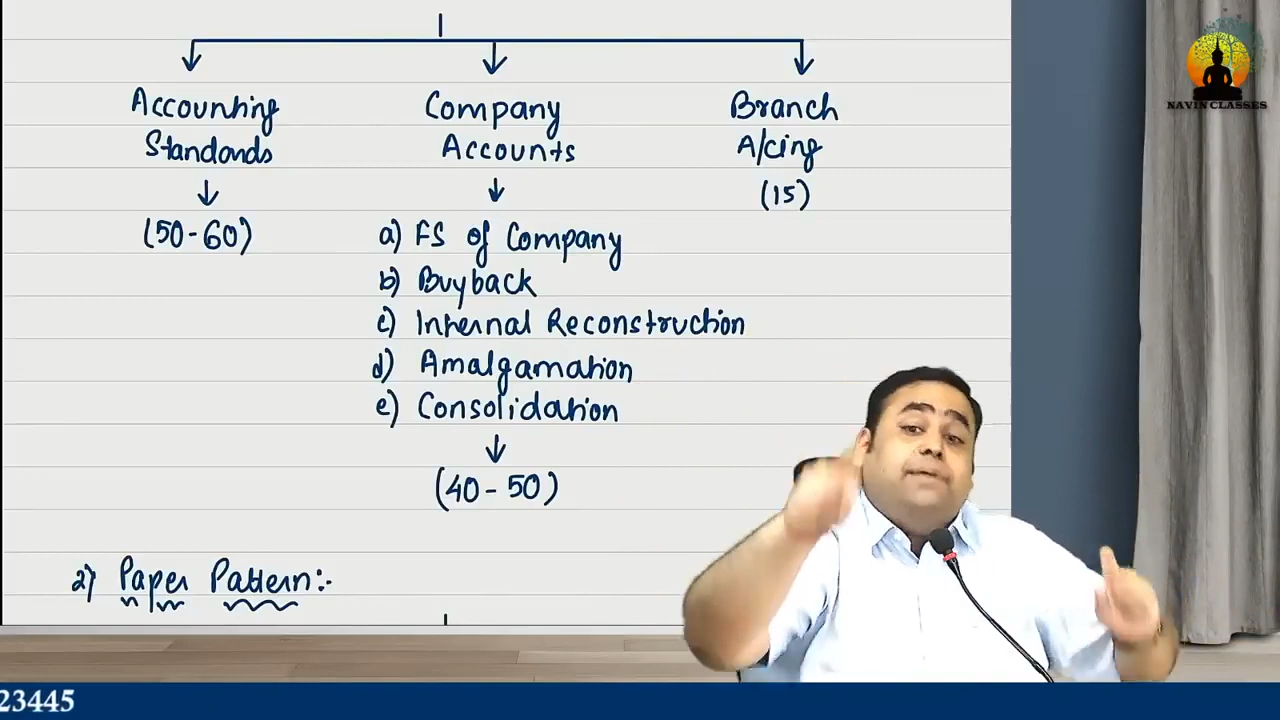 Accounting
Standards
(50-60)
Company
Accounts
a) FS of Company
b) Buyback
c) Internal Reconstruction
d) Amalgamation
e) Consolidation
(40-50)
Branch
A/cing
(15)
2) Paper Pattern:-
NAVIN CLASSES
23445